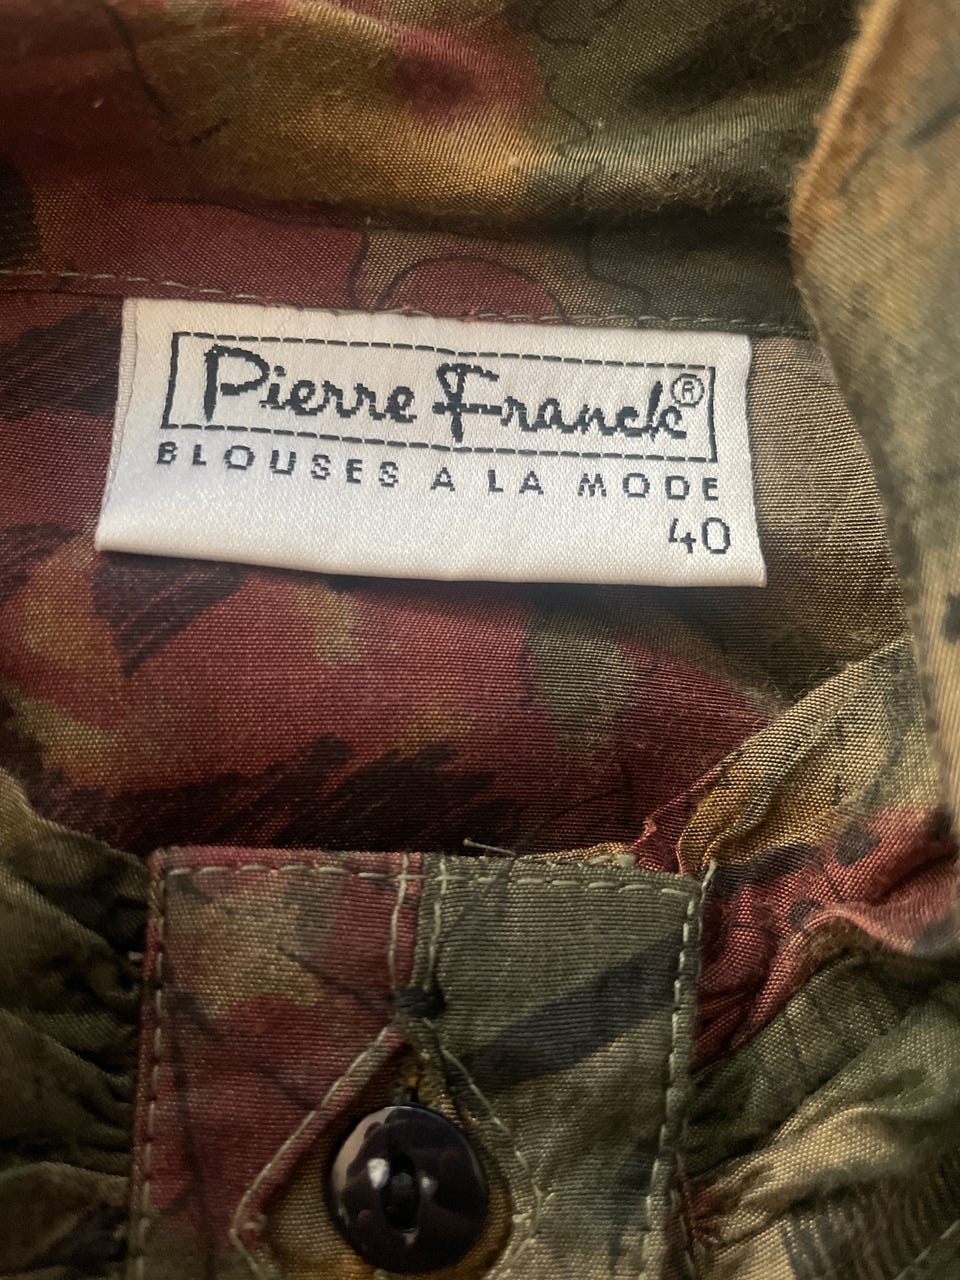 Pierre Franck®
BLOUSES A LA MODE
40